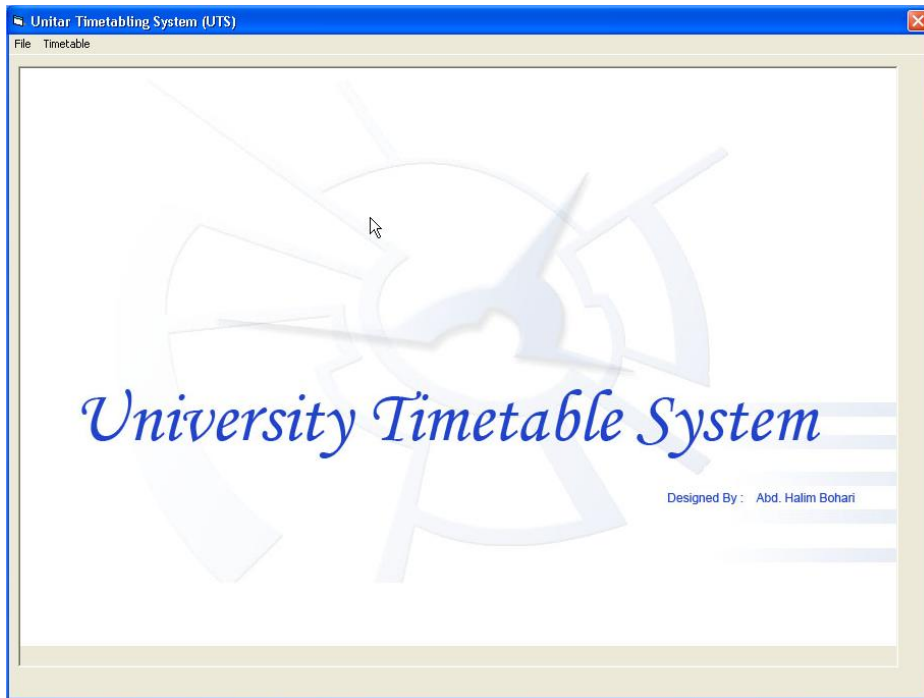 Unitar Timetabling System (UTS)
File Timetable
University Timetable System
Designed By : Abd. Halim Bohari